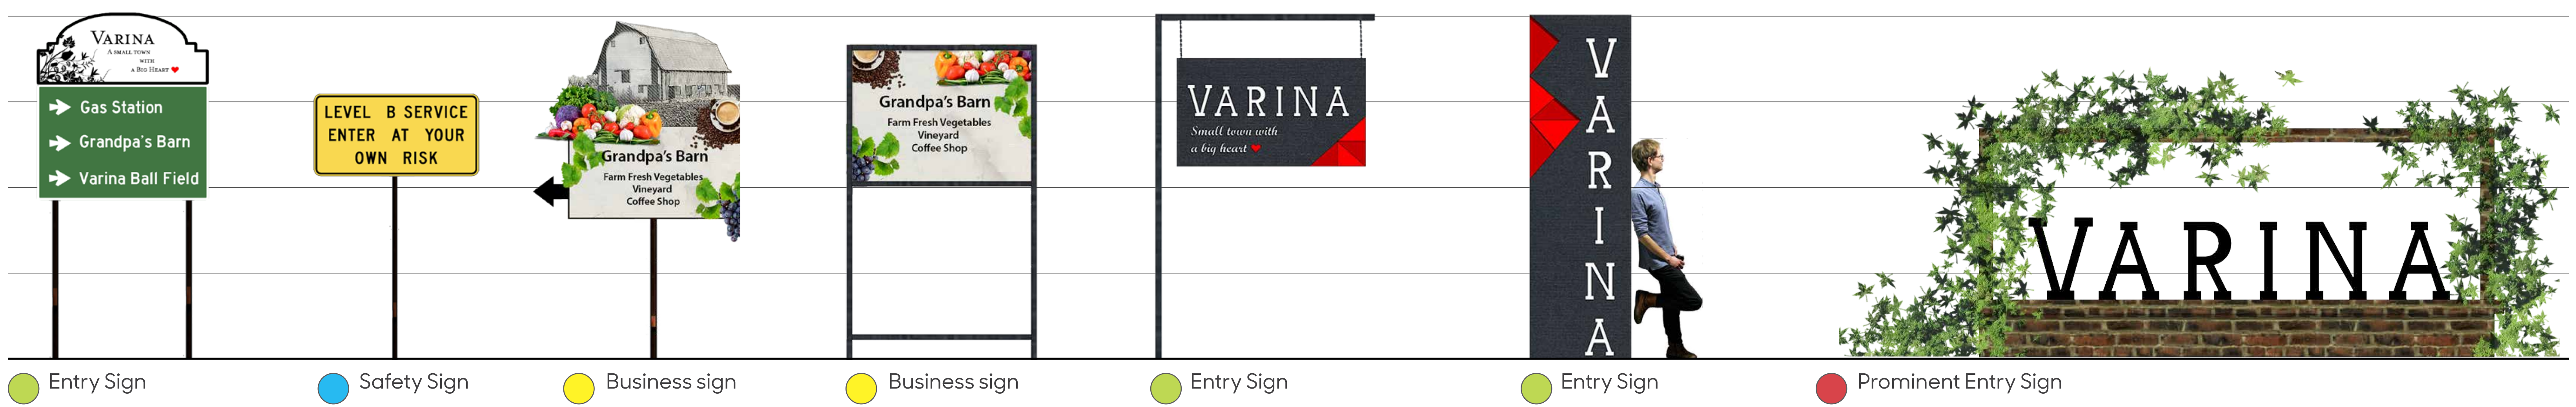 VARINA
A SMALL TOWN
WITH
A BIG HEART
Gas Station
Grandpa's Barn
Varina Ball Field
LEVEL B SERVICE
ENTER AT YOUR
OWN RISK
Grandpa's Barn
Farm Fresh Vegetables
Vineyard
Coffee Shop
Grandpa's Barn
Farm Fresh Vegetables
Vineyard
Coffee Shop
VARINA
Small town with
a big heart
VARINA
VARINA
Entry Sign
Safety Sign
Business sign
Business sign
Entry Sign
Entry Sign
Prominent Entry Sign